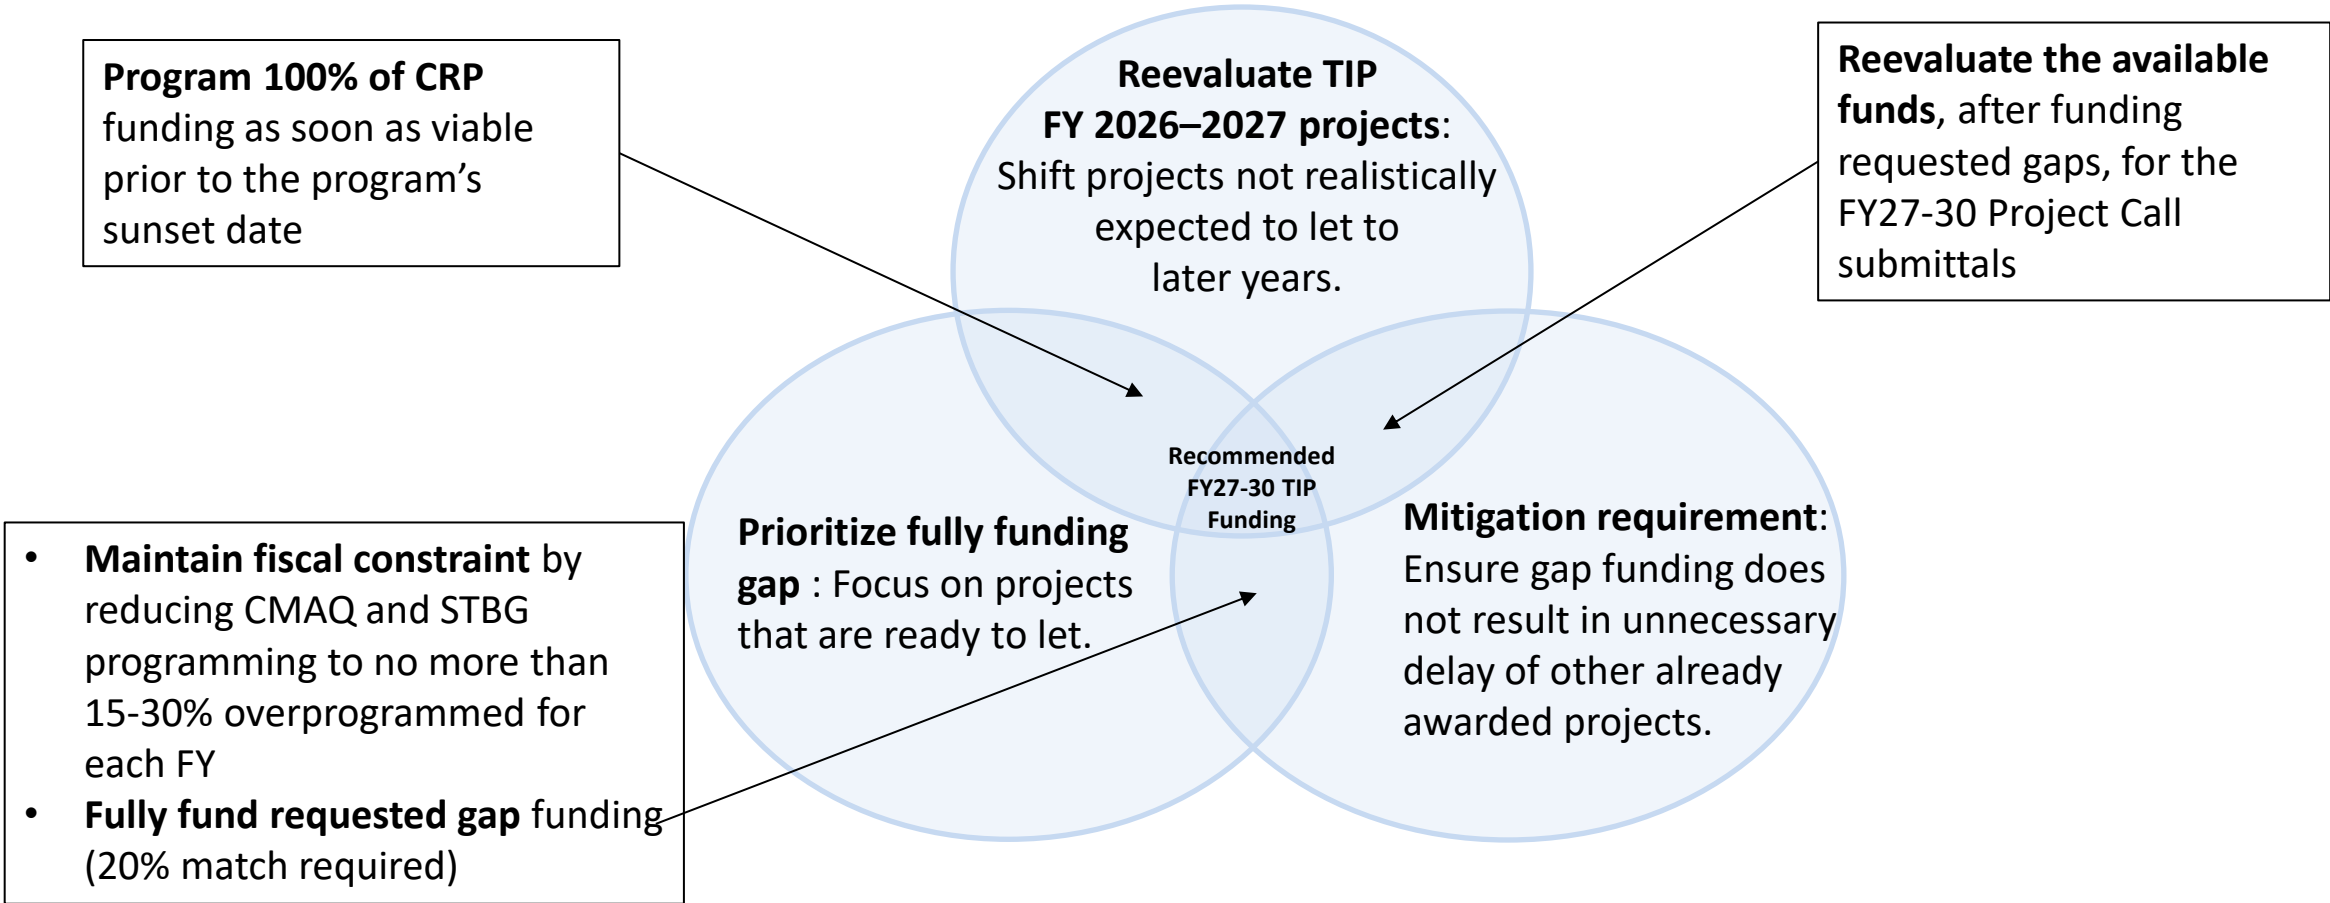 Program 100% of CRP
funding as soon as viable
prior to the program’s
sunset date
Reevaluate TIP
FY 2026–2027 projects:
Shift projects not realistically
expected to let to
later years.
Reevaluate the available
funds, after funding
requested gaps, for the
FY27-30 Project Call
submittals
Recommended
FY27-30 TIP
Funding
• Maintain fiscal constraint by
reducing CMAQ and STBG
programming to no more than
15-30% overprogrammed for
each FY
• Fully fund requested gap funding
(20% match required)
Prioritize fully funding
gap : Focus on projects
that are ready to let.
Mitigation requirement:
Ensure gap funding does
not result in unnecessary
delay of other already
awarded projects.